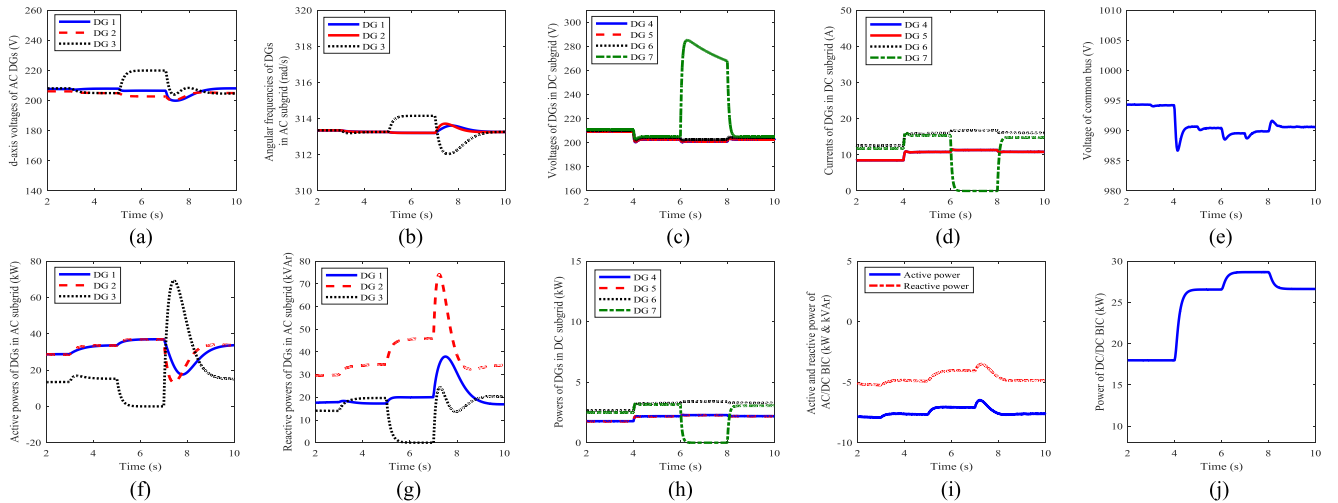 d-axis voltages of AC DGs (V)
260
240
220
200
180
160
140
DG 1
DG 2
DG 3
2 4 6 8 10
Time (s)
(a)
Angular frequencies of DGs
in AC subgrid (rad/s)
318
316
314
312
310
DG 1
DG 2
DG 3
2 4 6 8 10
Time (s)
(b)
Vvoltages of DGs in DC subgrid (V)
300
280
260
240
220
200
180
160
DG 4
DG 5
DG 6
DG 7
2 4 6 8 10
Time (s)
(c)
Currents of DGs in DC subgrid (A)
50
40
30
20
10
0
DG 4
DG 5
DG 6
DG 7
2 4 6 8 10
Time (s)
(d)
Voltage of common bus (V)
1005
1000
995
990
985
980
2 4 6 8 10
Time (s)
(e)
Active powers of DGs in AC subgrid (kW)
80
60
40
20
0
-20
DG 1
DG 2
DG 3
2 4 6 8 10
Time (s)
(f)
Reactive powers of DGs in AC subgrid (kVAr)
80
70
60
50
40
30
20
10
0
DG 1
DG 2
DG 3
2 4 6 8 10
Time (s)
(g)
Powers of DGs in DC subgrid (kW)
15
10
5
0
DG 4
DG 5
DG 6
DG 7
2 4 6 8 10
Time (s)
(h)
Active and reactive power of
AC/DC BIC (kW & kVAr)
5
0
-5
-10
Active power
Reactive power
2 4 6 8 10
Time (s)
(i)
Power of DC/DC BIC (kW)
30
25
20
15
10
2 4 6 8 10
Time (s)
(j)